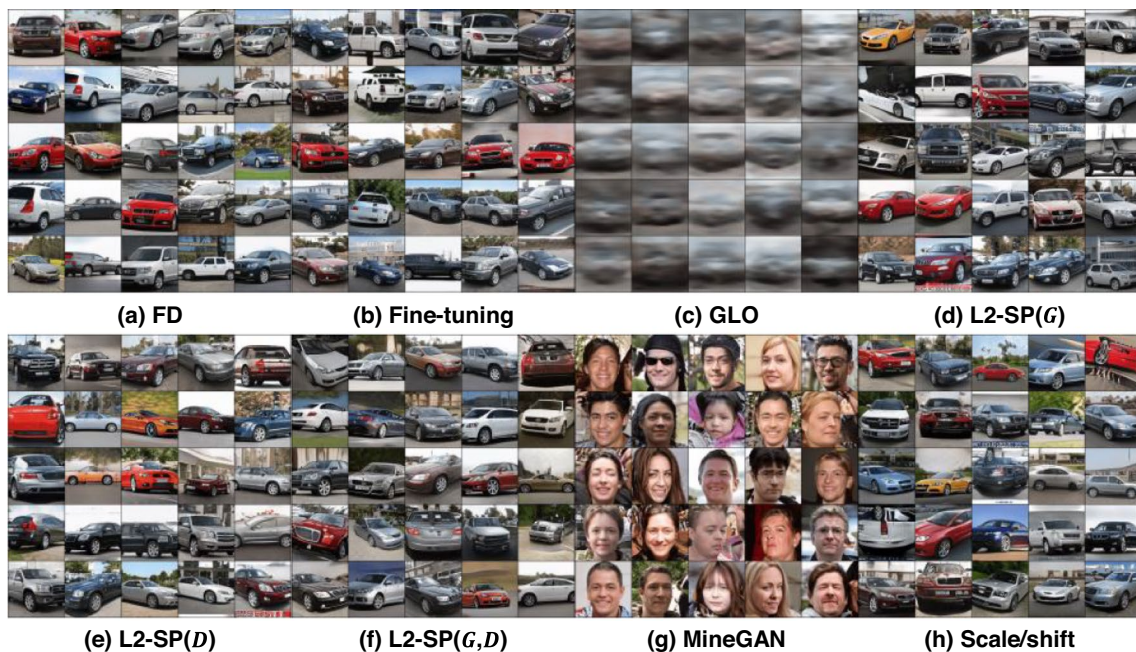 (a) FD
(b) Fine-tuning
(c) GLO
(d) L2-SP(G)
(e) L2-SP(D)
(f) L2-SP(G,D)
(g) MineGAN
(h) Scale/shift